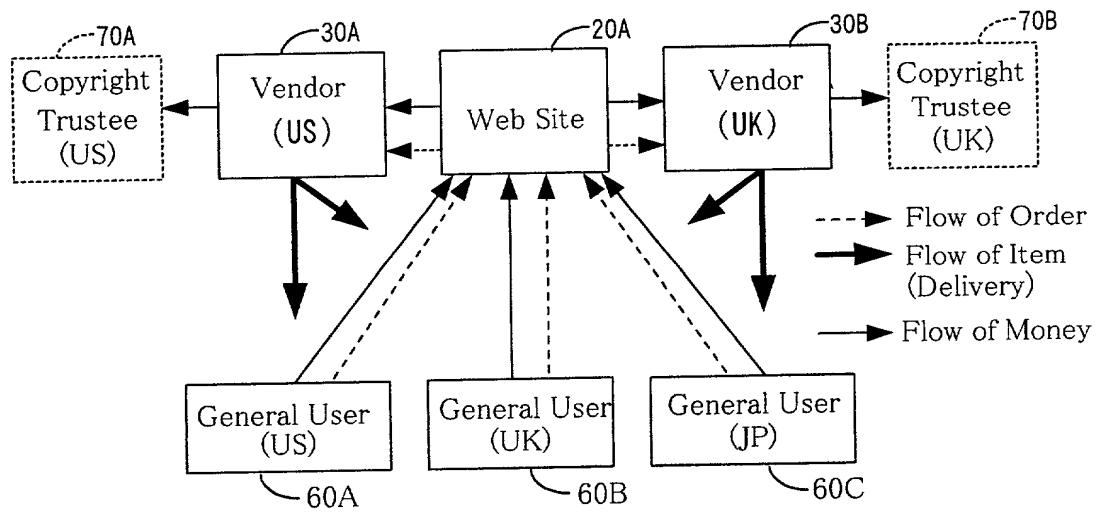 70A
30A
20A
30B
70B
Copyright
Trustee
(US)
Vendor
(US)
Web Site
Vendor
(UK)
Copyright
Trustee
(UK)
Flow of Order
Flow of Item
(Delivery)
Flow of Money
General User
(US)
General User
(UK)
General User
(JP)
60A
60B
60C